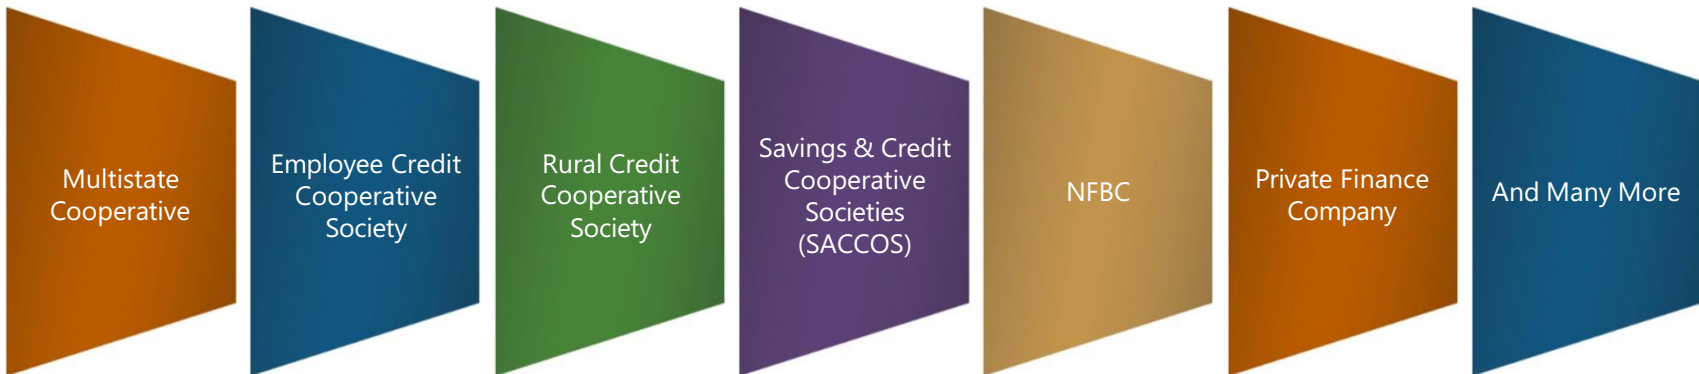 Multistate
Cooperative
Employee Credit
Cooperative
Society
Rural Credit
Cooperative
Society
Savings & Credit
Cooperative
Societies
(SACCOS)
NFBC
Private Finance
Company
And Many More